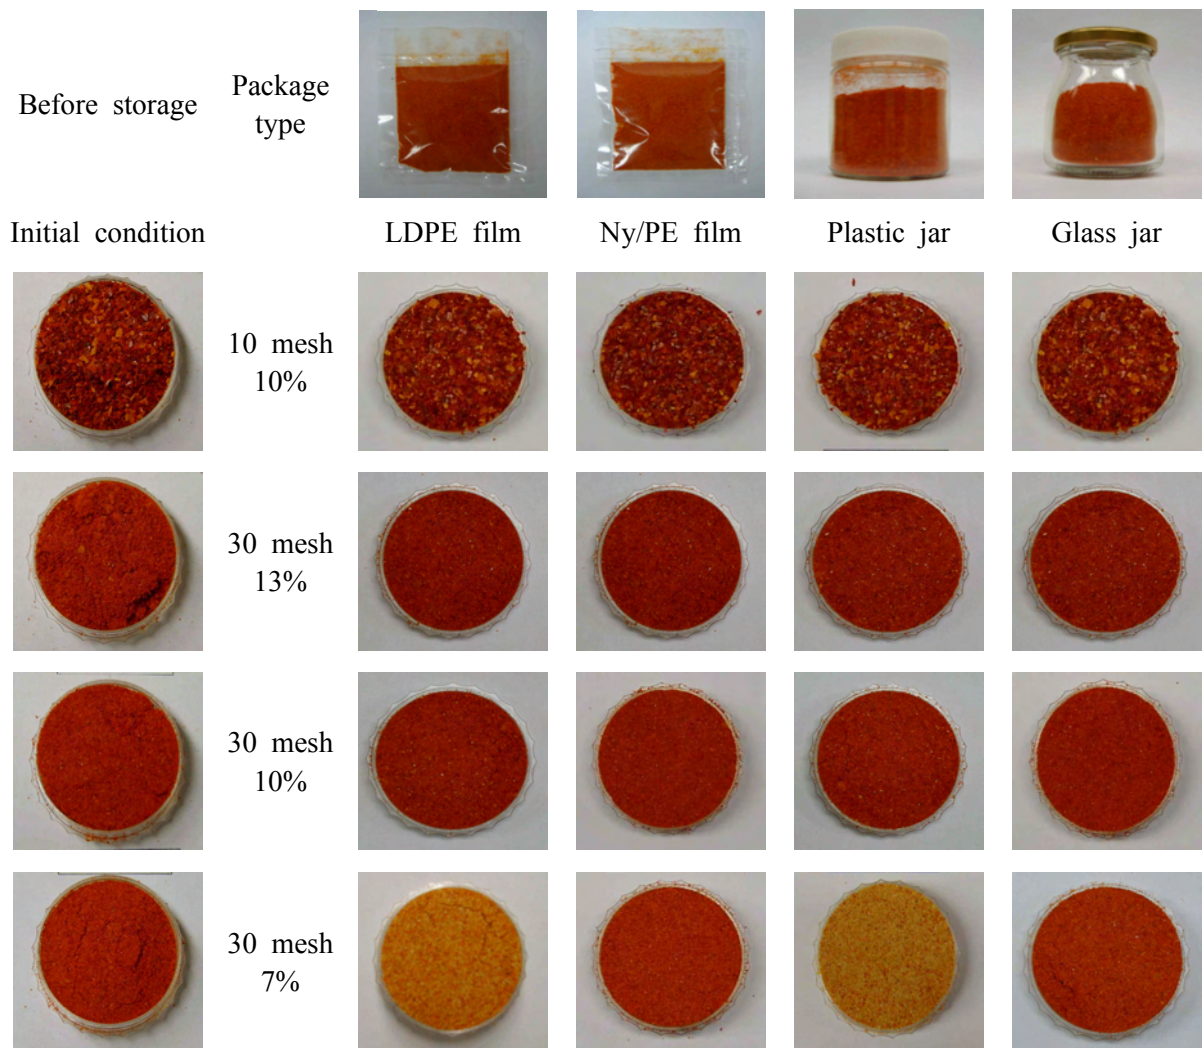 Before storage
Package
type
Initial condition
LDPE film
Ny/PE film
Plastic jar
Glass jar
10 mesh
10%
30 mesh
13%
30 mesh
10%
30 mesh
7%